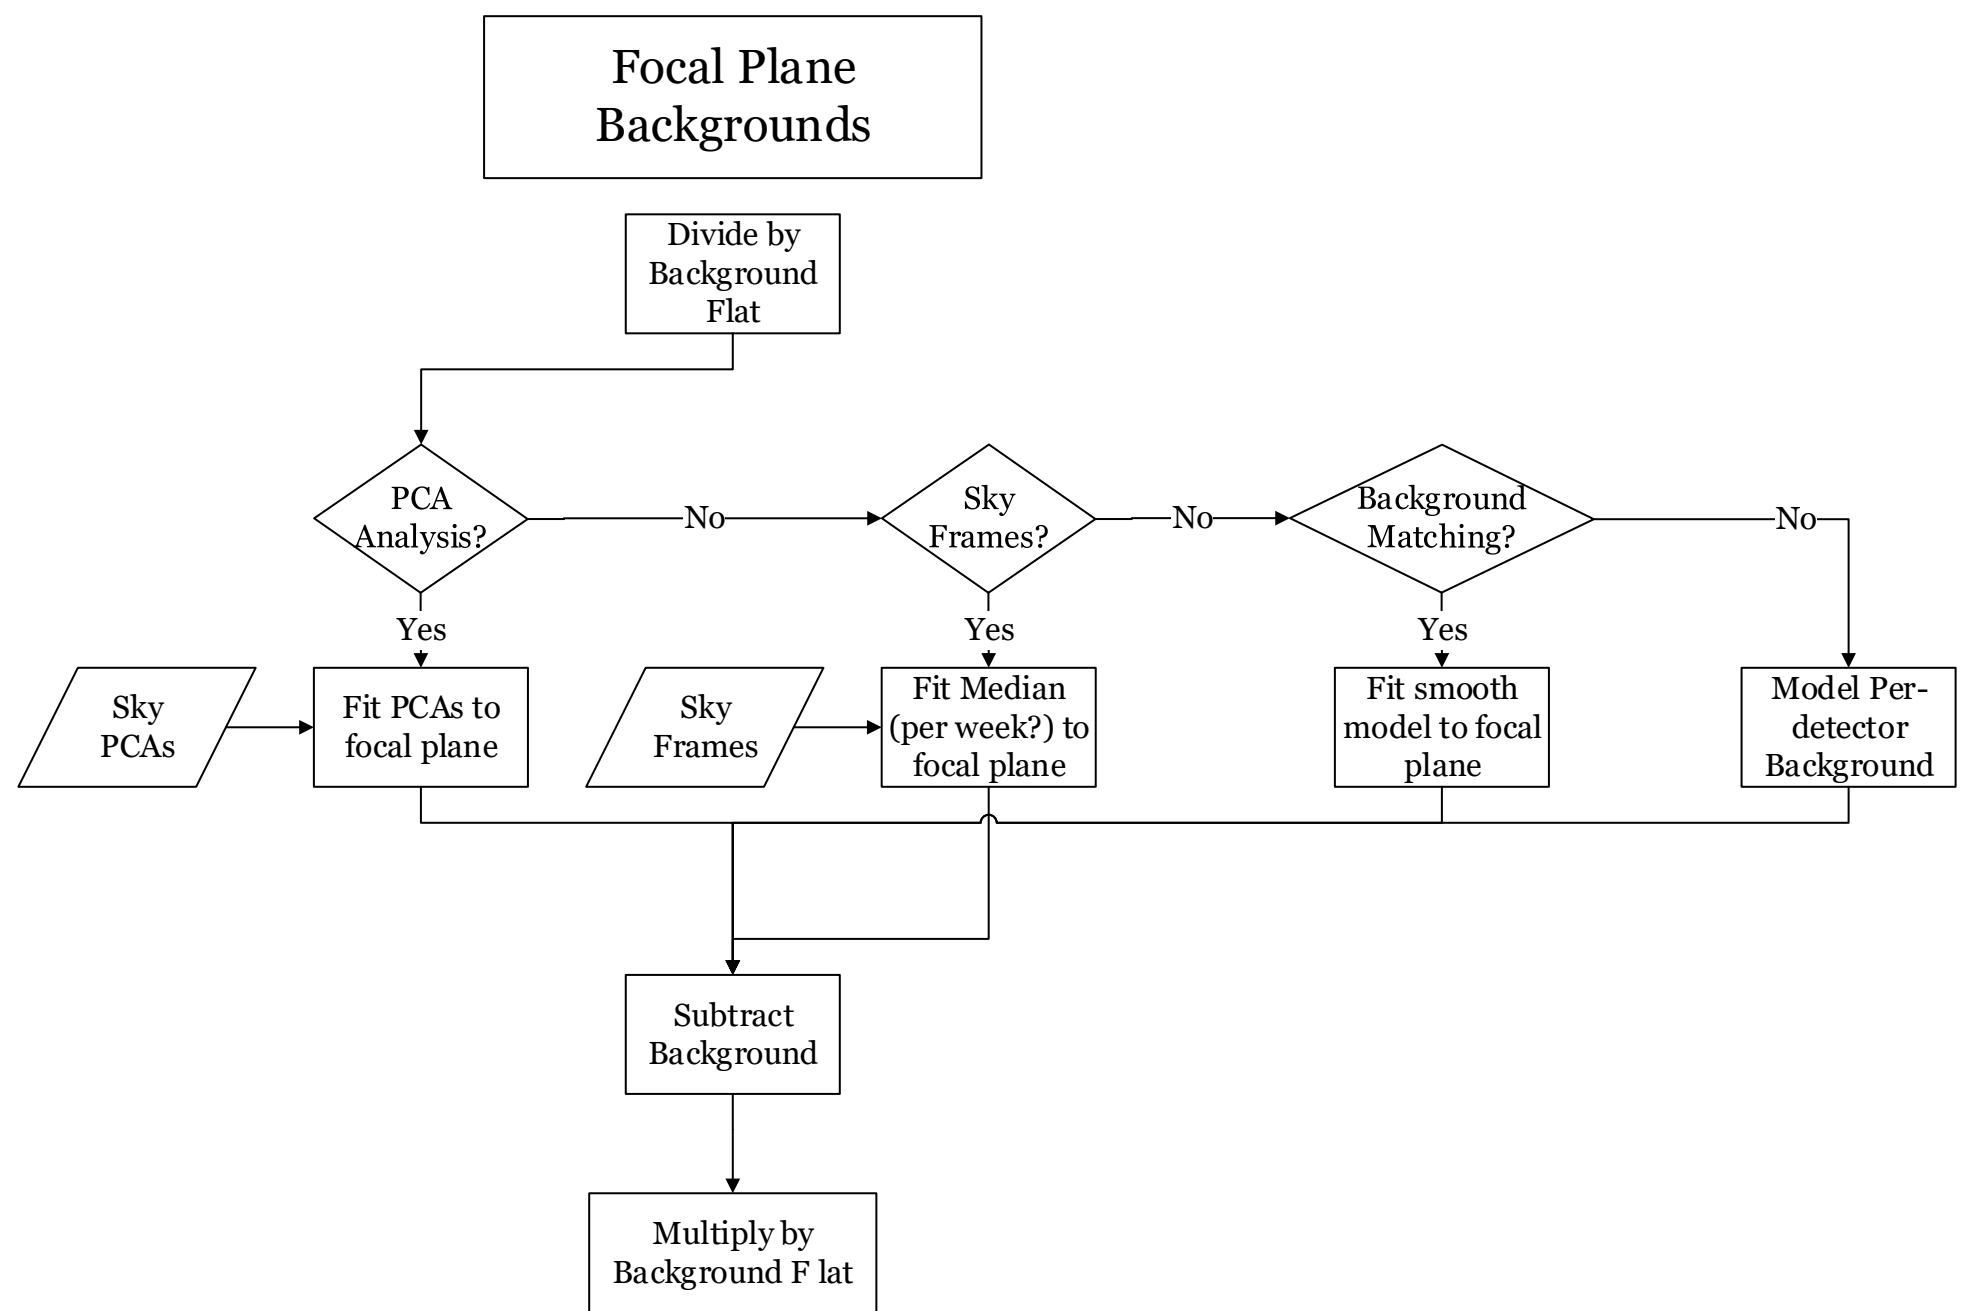 Focal Plane
Backgrounds
Divide by
Background
Flat
PCA
Analysis?
No
Sky
Frames?
No
Background
Matching?
No
Yes
Yes
Yes
Sky
PCAs
Fit PCAs to
focal plane
Sky
Frames
Fit Median
(per week?) to
focal plane
Fit smooth
model to focal
plane
Model Per-
detector
Background
Subtract
Background
Multiply by
Background F lat